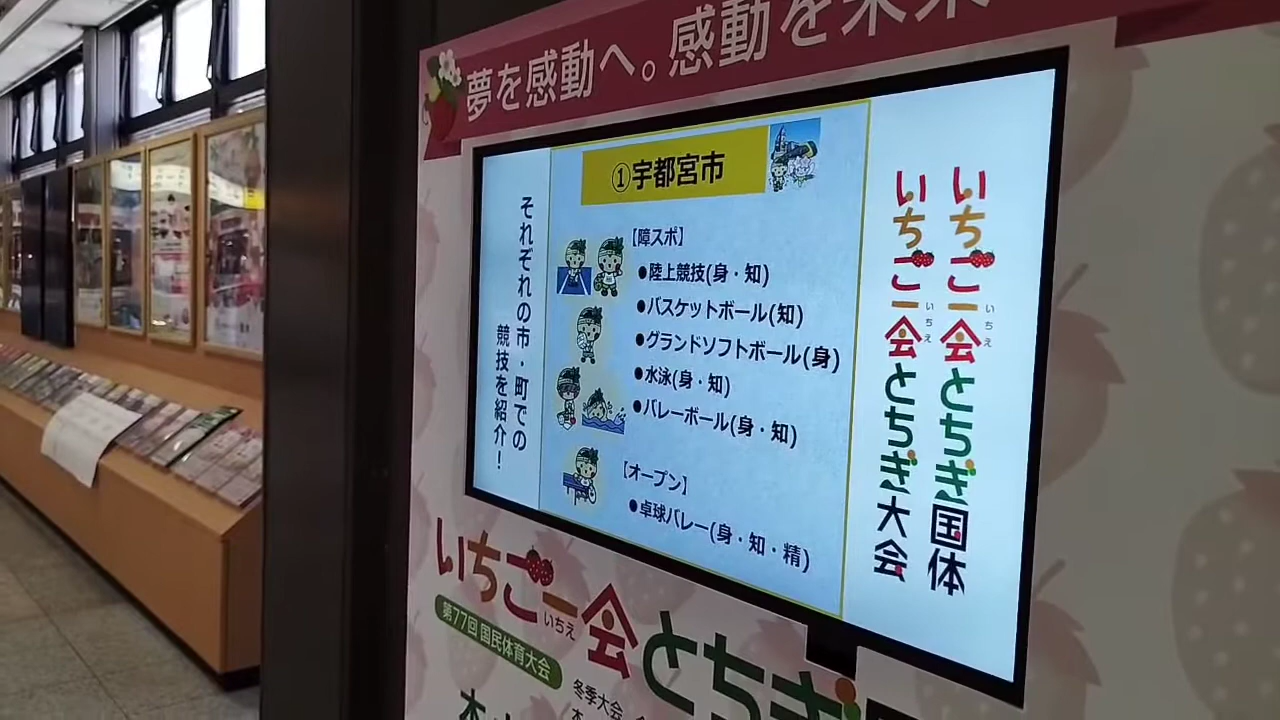 夢を感動へ。感動を未来
それぞれの市・町での
競技を紹介！
①宇都宮市
【障スポ】
●陸上競技(身・知)
●バスケットボール(知)
●グランドソフトボール(身)
●水泳(身・知)
●バレーボール(身・知)
【オープン】
●卓球バレー(身・知・精)
いちご一会とちぎ国体
いちえ
いちご一会とちぎ大会
いちえ
いちご一会とちぎ
いちえ
第77回 国民体育大会
冬季大会